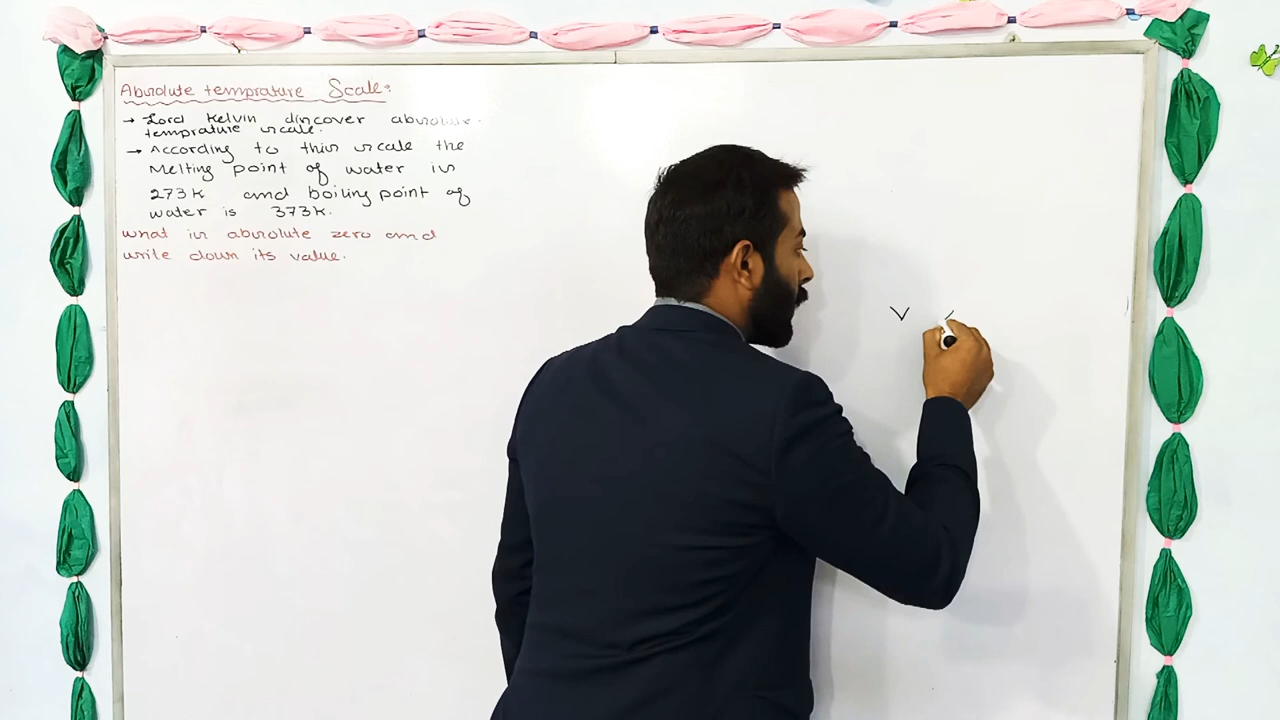 Absolute temprature Scale:
→ Lord Kelvin discover absolute
temprature scale.
→ According to this scale the
Melting point of water is
273K and boiling point of
water is 373K.
what is absolute zero and
write down its value.
V